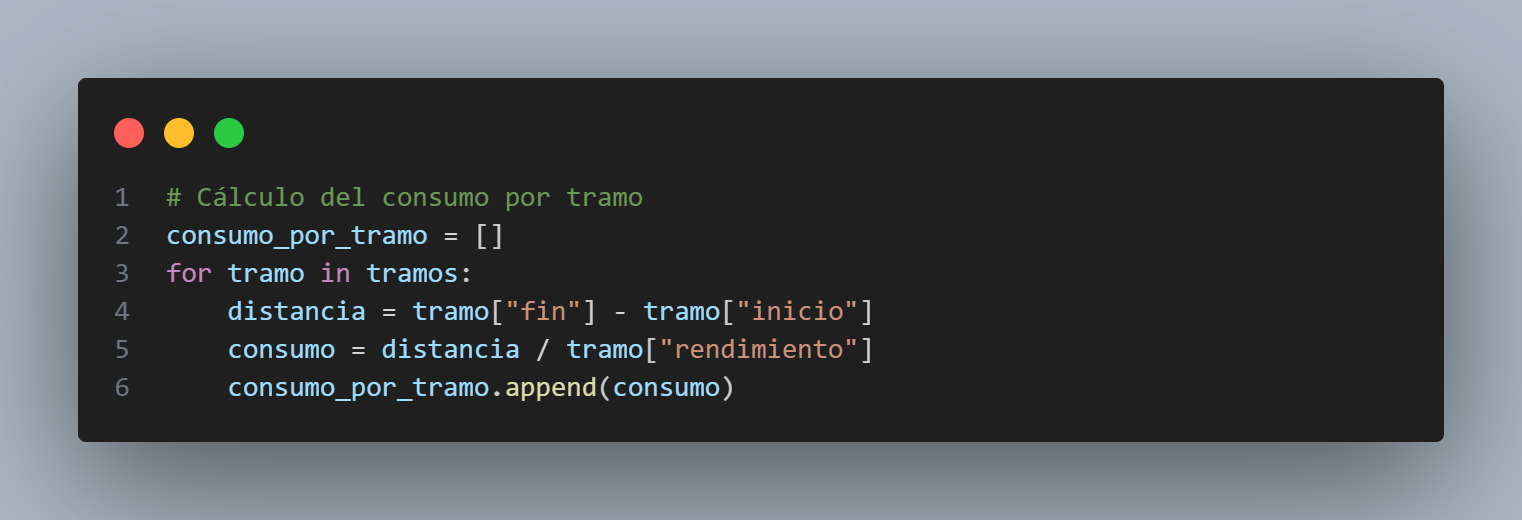 1 # Cálculo del consumo por tramo
2 consumo_por_tramo = []
3 for tramo in tramos:
4     distancia = tramo["fin"] - tramo["inicio"]
5     consumo = distancia / tramo["rendimiento"]
6     consumo_por_tramo.append(consumo)